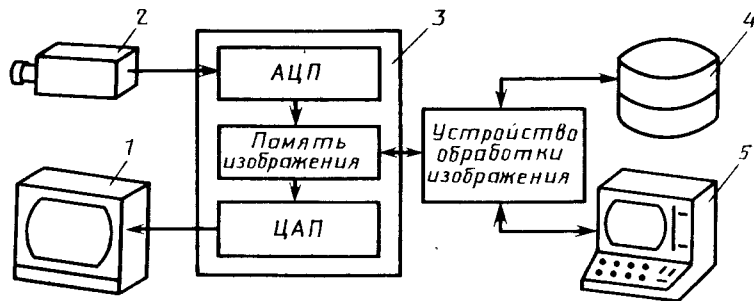 2
3
4
АЦП
Память
изображения
Устройство
обработки
изображения
1
5
ЦАП